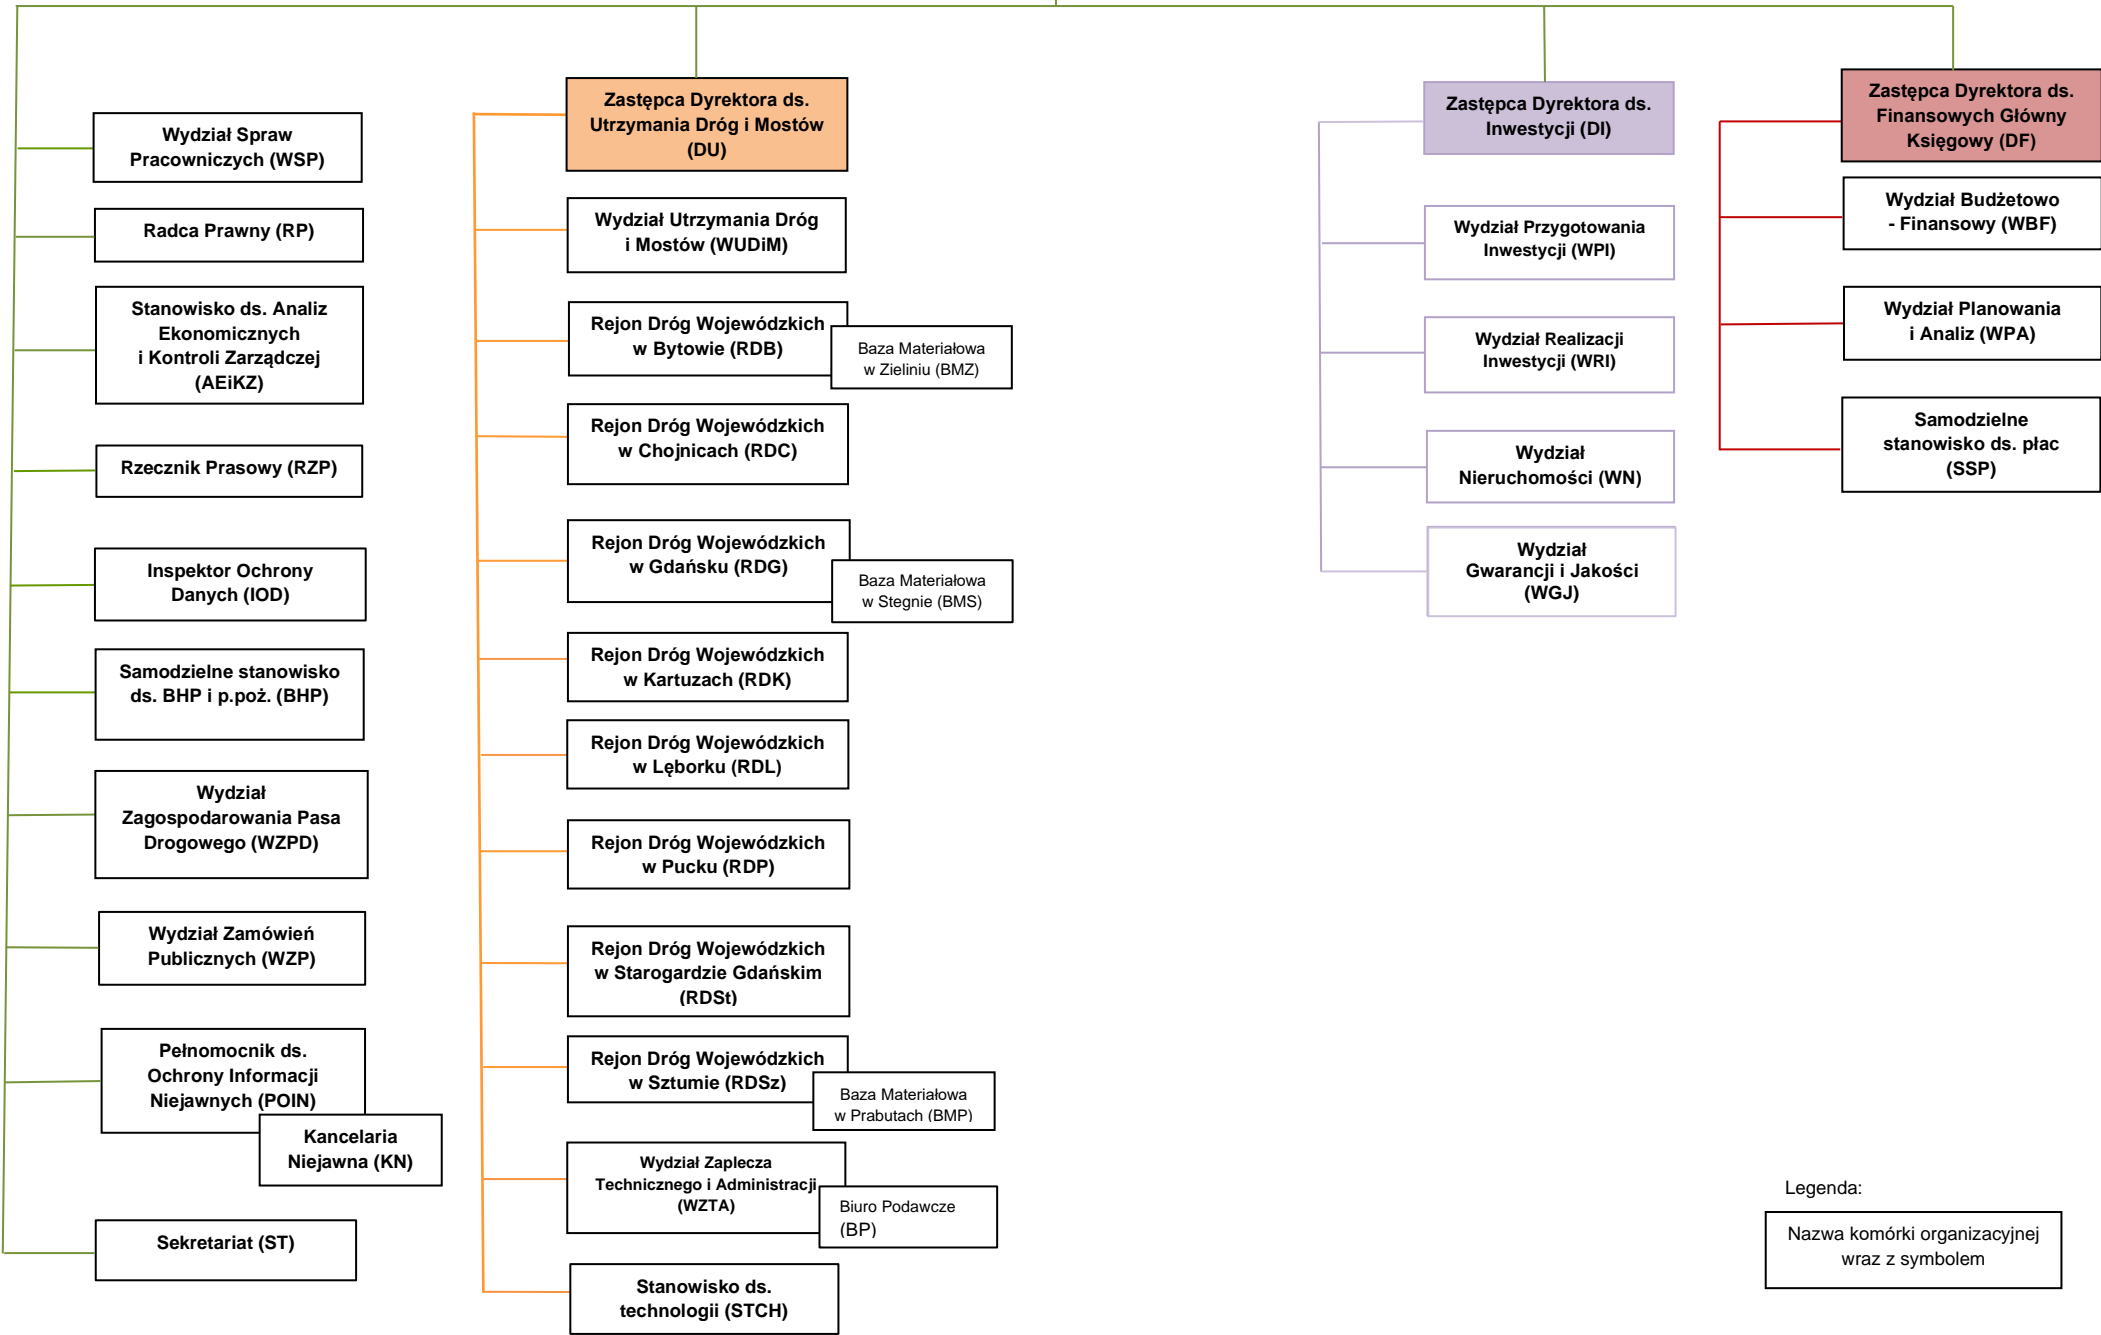 Wydział Spraw
Pracowniczych (WSP)
Radca Prawny (RP)
Stanowisko ds. Analiz
Ekonomicznych
i Kontroli Zarządczej
(AEiKZ)
Rzecznik Prasowy (RZP)
Inspektor Ochrony
Danych (IOD)
Samodzielne stanowisko
ds. BHP i p.poż. (BHP)
Wydział
Zagospodarowania Pasa
Drogowego (WZPD)
Wydział Zamówień
Publicznych (WZP)
Pełnomocnik ds.
Ochrony Informacji
Niejawnych (POIN)
Kancelaria
Niejawna (KN)
Sekretariat (ST)
Zastępca Dyrektora ds.
Utrzymania Dróg i Mostów
(DU)
Wydział Utrzymania Dróg
i Mostów (WUDiM)
Rejon Dróg Wojewódzkich
w Bytowie (RDB)
Baza Materiałowa
w Zieliniu (BMZ)
Rejon Dróg Wojewódzkich
w Chojnicach (RDC)
Rejon Dróg Wojewódzkich
w Gdańsku (RDG)
Baza Materiałowa
w Stegnie (BMS)
Rejon Dróg Wojewódzkich
w Kartuzach (RDK)
Rejon Dróg Wojewódzkich
w Lęborku (RDL)
Rejon Dróg Wojewódzkich
w Pucku (RDP)
Rejon Dróg Wojewódzkich
w Starogardzie Gdańskim
(RDSt)
Rejon Dróg Wojewódzkich
w Sztumie (RDSz)
Baza Materiałowa
w Prabutach (BMP)
Wydział Zaplecza
Technicznego i Administracji
(WZTA)
Biuro Podawcze
(BP)
Stanowisko ds.
technologii (STCH)
Zastępca Dyrektora ds.
Inwestycji (DI)
Wydział Przygotowania
Inwestycji (WPI)
Wydział Realizacji
Inwestycji (WRI)
Wydział
Nieruchomości (WN)
Wydział
Gwarancji i Jakości
(WGJ)
Zastępca Dyrektora ds.
Finansowych Główny
Księgowy (DF)
Wydział Budżetowo
- Finansowy (WBF)
Wydział Planowania
i Analiz (WPA)
Samodzielne
stanowisko ds. płac
(SSP)
Legenda:
Nazwa komórki organizacyjnej
wraz z symbolem